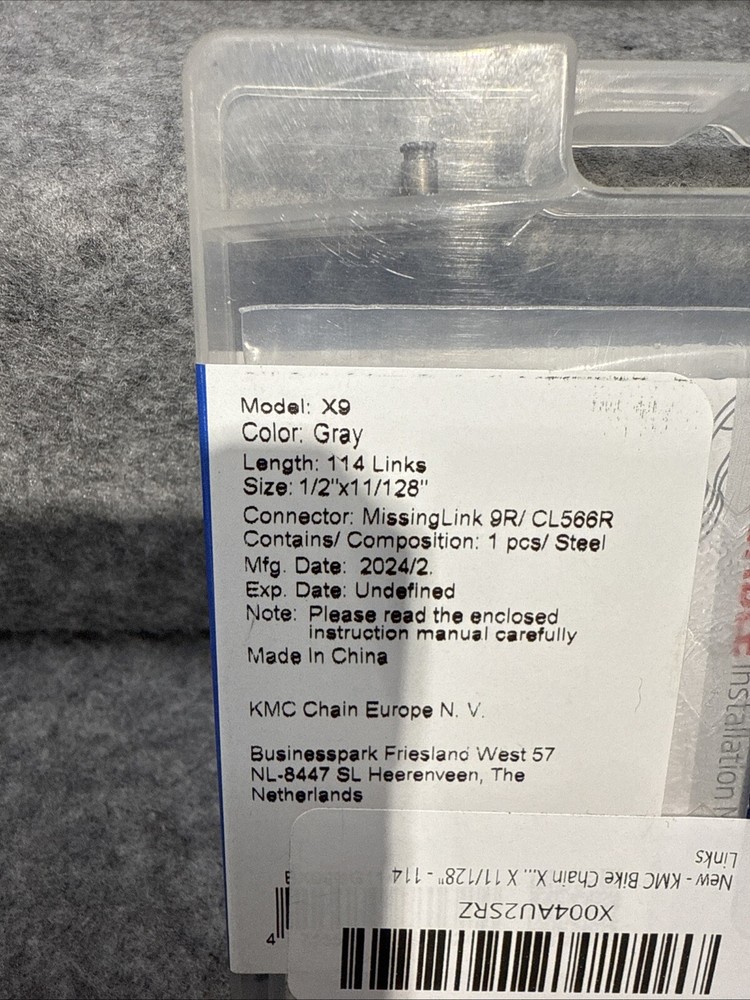 Model: X9
Color: Gray
Length: 114 Links
Size: 1/2"x11/128"
Connector: MissingLink 9R/ CL566R
Contains/ Composition: 1 pcs/ Steel
Mfg. Date: 2024/2.
Exp. Date: Undefined
Note: Please read the enclosed
instruction manual carefully
Made In China
KMC Chain Europe N. V.
Businesspark Friesland West 57
NL-8447 SL Heerenveen, The
Netherlands
4
X004AU2SRZ
New - KMC Bike Chain X... X 11/128" - 114
Links
Installation